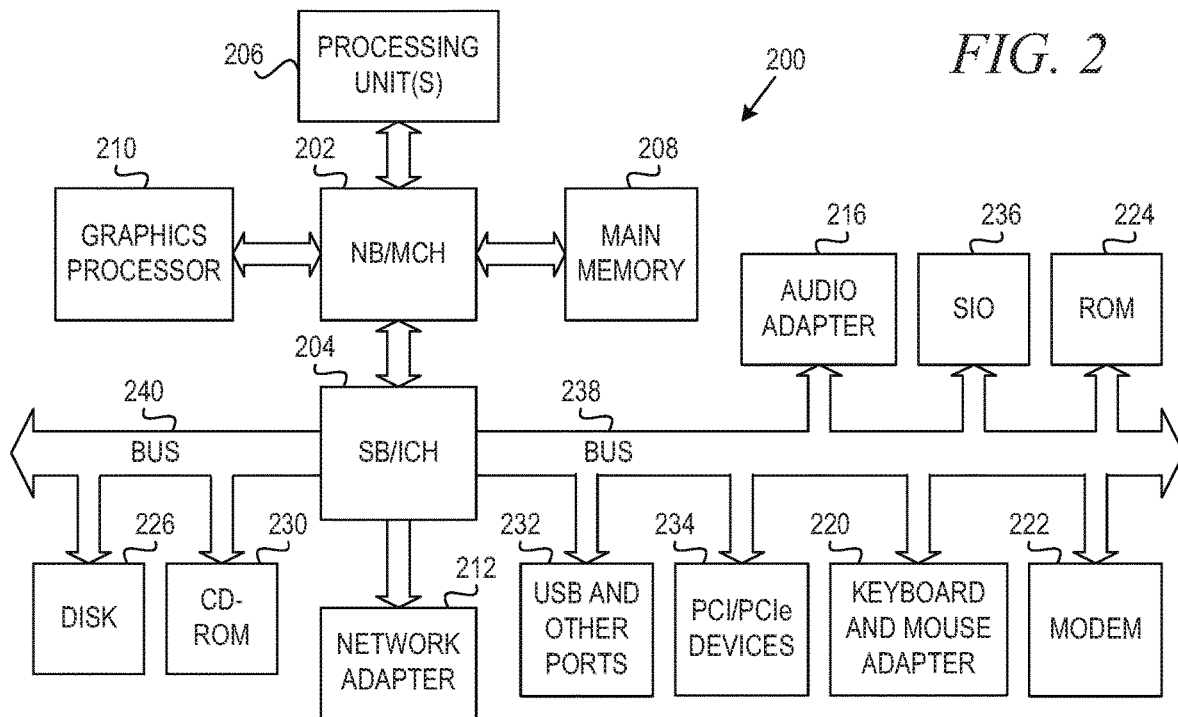 FIG. 2
200
206
PROCESSING
UNIT(S)
210
202
208
GRAPHICS
PROCESSOR
NB/MCH
MAIN
MEMORY
216
236
224
AUDIO
ADAPTER
SIO
ROM
204
240
238
BUS
SB/ICH
BUS
226
230
212
232
234
220
222
DISK
CD-
ROM
NETWORK
ADAPTER
USB AND
OTHER
PORTS
PCI/PCIe
DEVICES
KEYBOARD
AND MOUSE
ADAPTER
MODEM